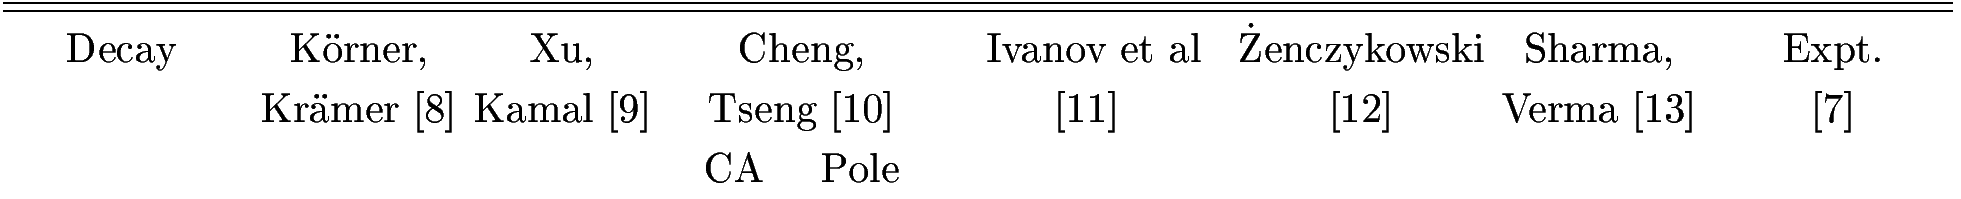 Decay Körner, Xu, Cheng, Ivanov et al Żenczykowski Sharma, Expt.
Krämer [8] Kamal [9] Tseng [10] [11] [12] Verma [13] [7]
CA Pole